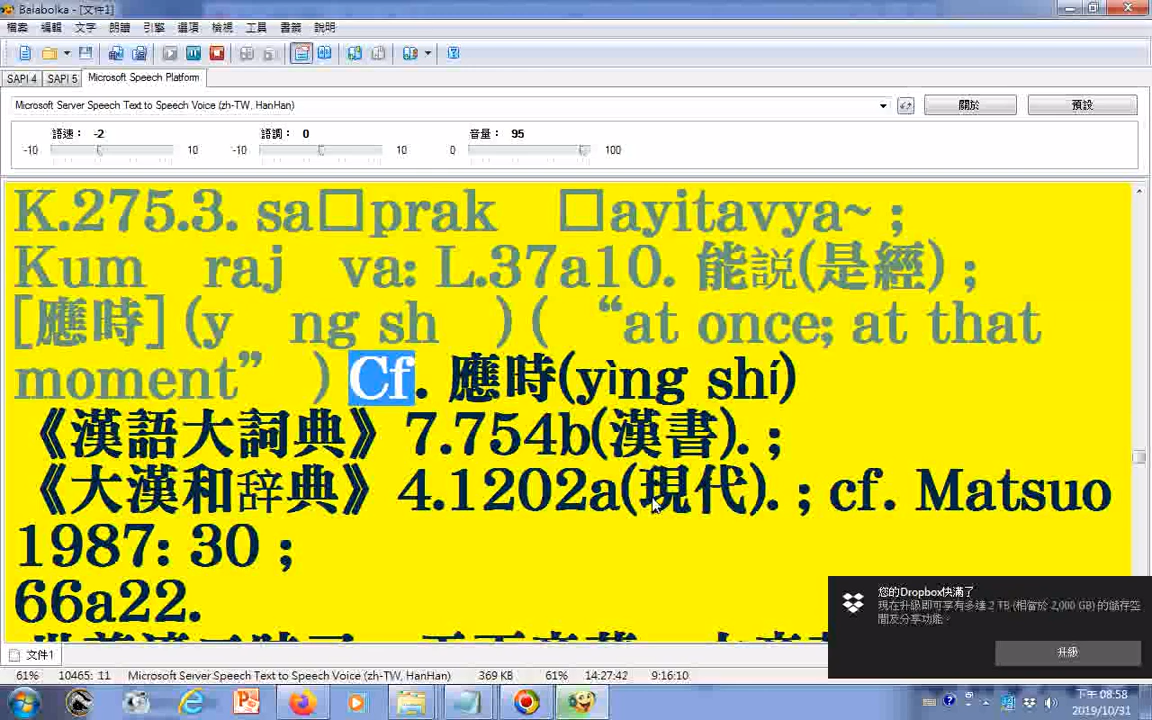 Balabolka - [文件1]
檔案 編輯 文字 朗讀 引擎 選項 檢視 工具 書籤 說明
SAPI 4 SAPI 5 Microsoft Speech Platform
Microsoft Server Speech Text to Speech Voice (zh-TW, HanHan) 關於 預設
語速： -2 語調： 0 音量： 95
-10 10 -10 10 0 100
K.275.3. sa□prak □ayitavya~ ;
Kum raj va: L.37a10. 能説(是經) ;
[應時] (y ng sh ) ( “at once; at that
moment” ) Cf. 應時(yìng shí)
《漢語大詞典》 7.754b(漢書). ;
《大漢和辞典》 4.1202a(現代). ; cf. Matsuo
1987: 30 ;
66a22.
您的Dropbox快滿了
現在升級即可享有多達 2 TB (相當於 2,000 GB) 的儲存空
間及分享功能。
升級
文件1
61% 10465: 11 Microsoft Server Speech Text to Speech Voice (zh-TW, HanHan) 369 KB 61% 14:27:42 9:16:10
下午 08:58
2019/10/31